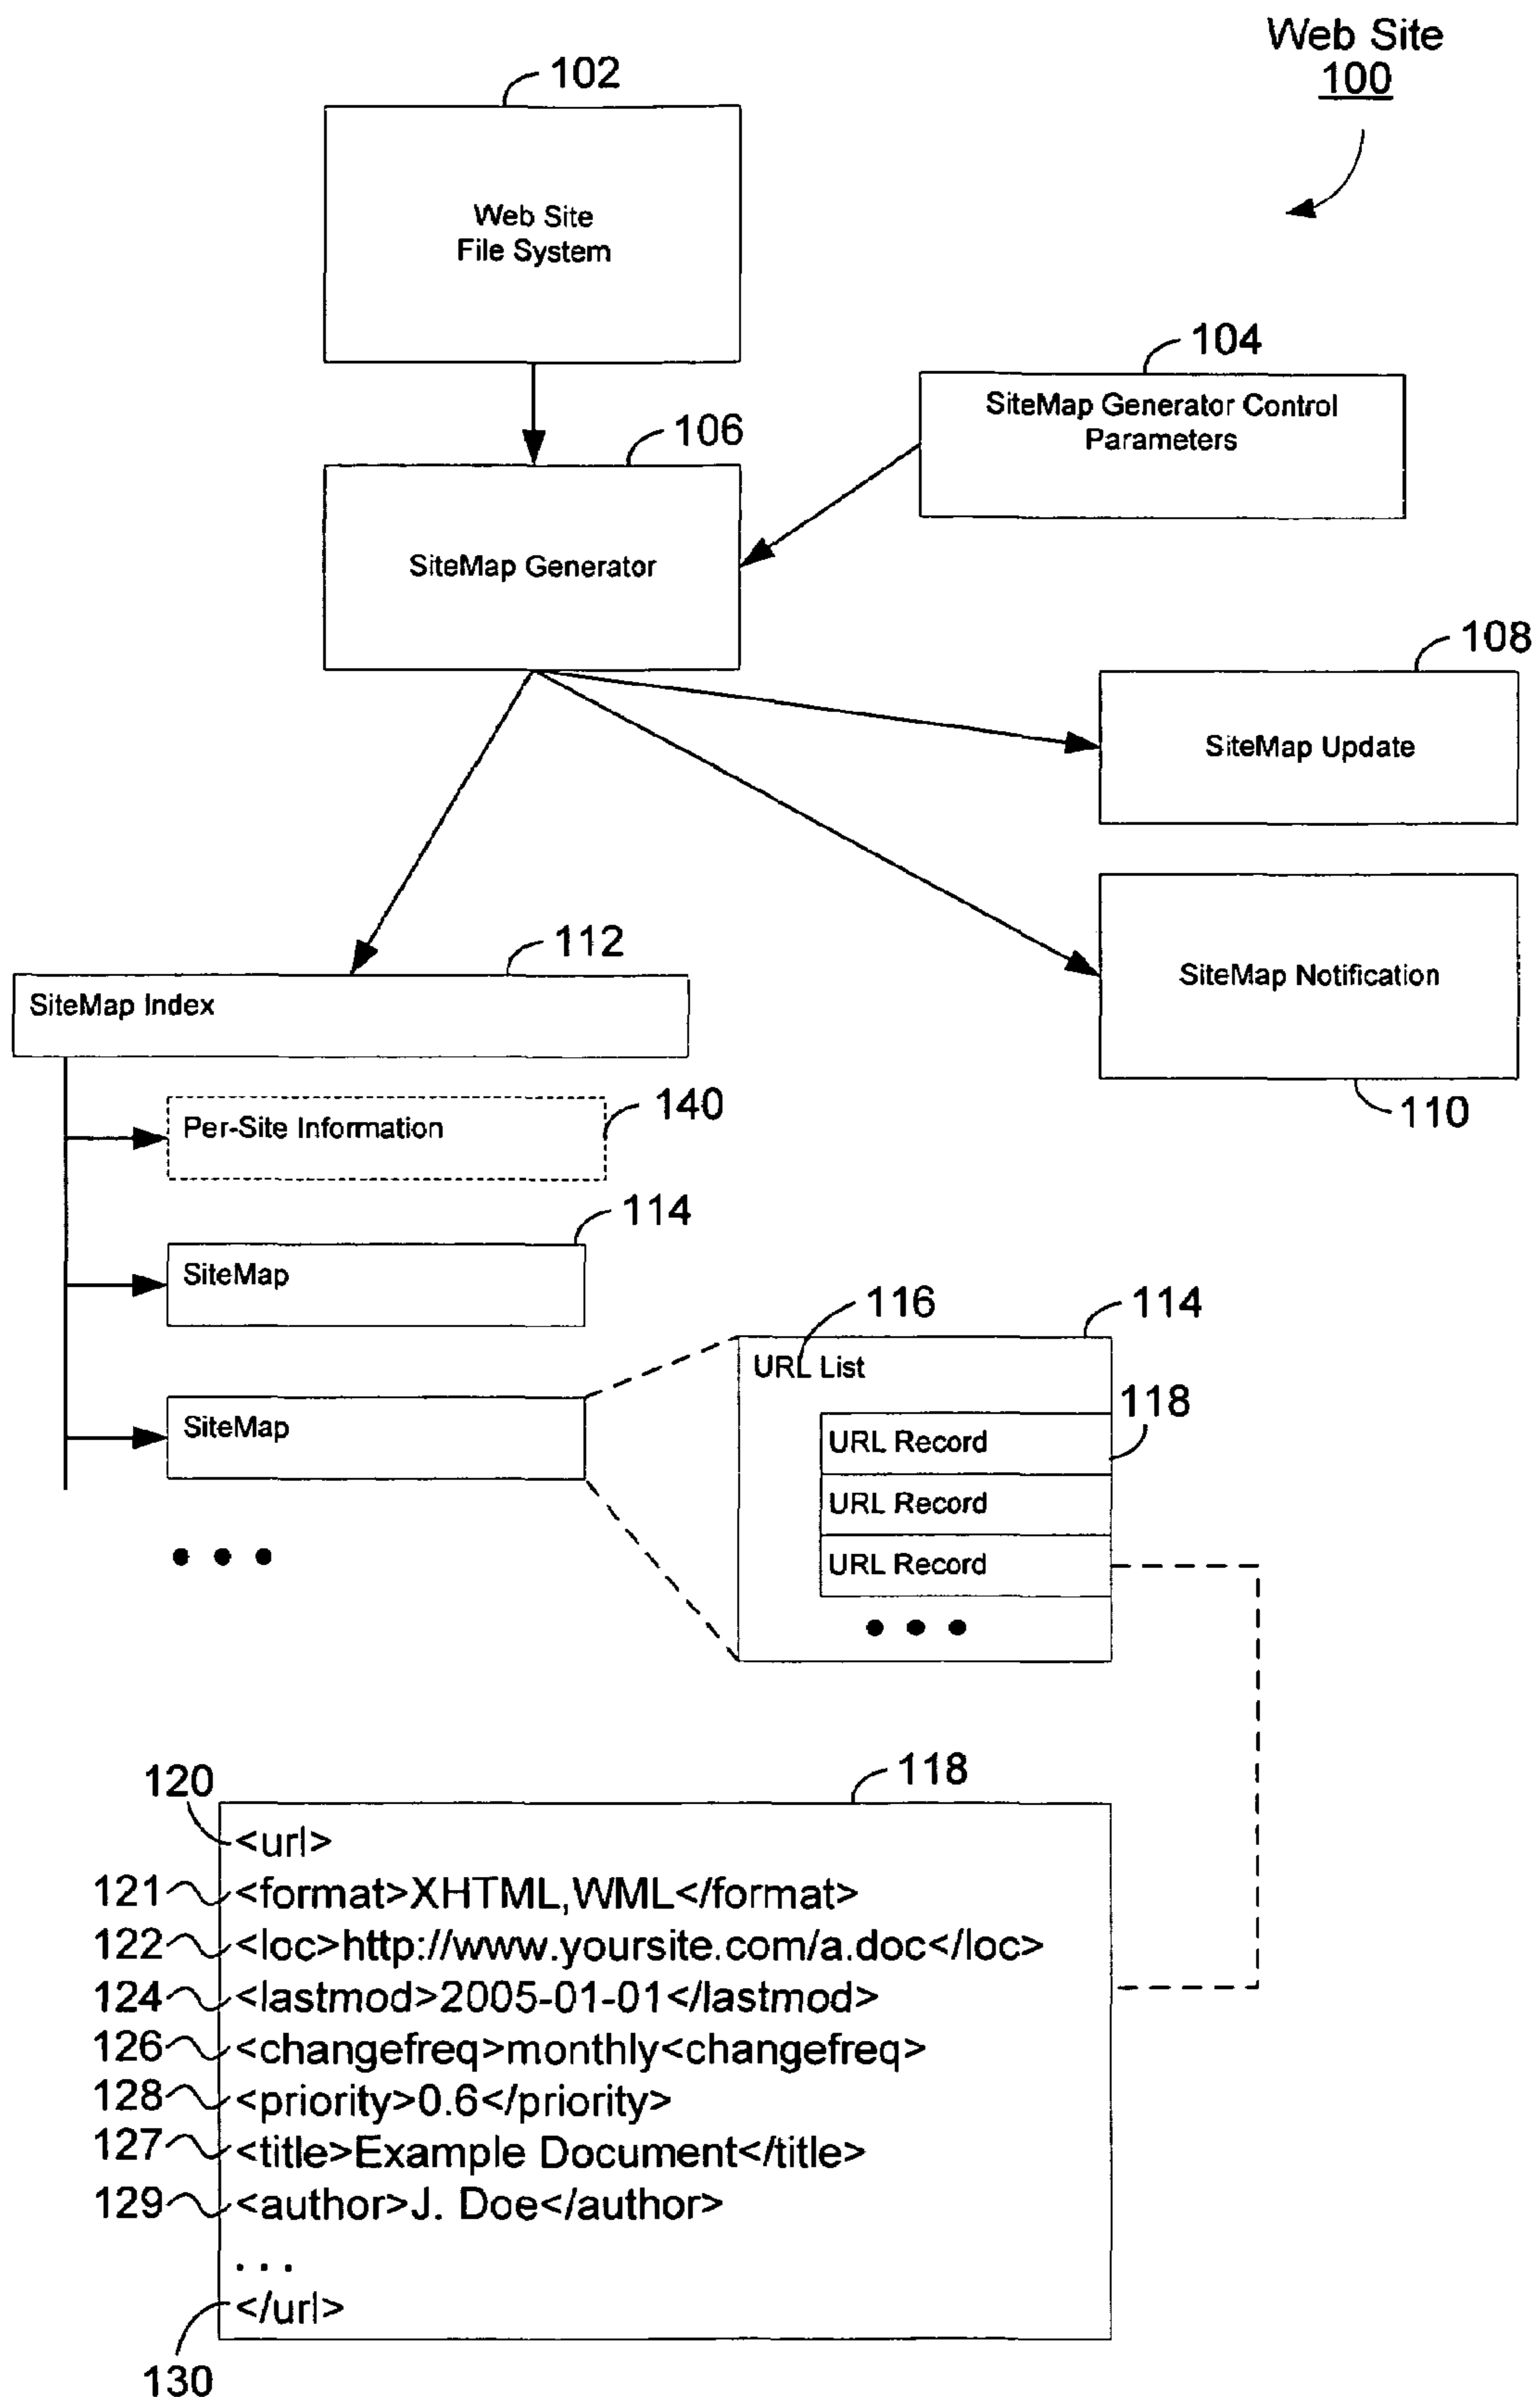 Web Site
100
102
Web Site
File System
104
SiteMap Generator Control
Parameters
106
SiteMap Generator
108
SiteMap Update
112
SiteMap Index
SiteMap Notification
110
140
Per-Site Information
114
SiteMap
116
114
URL List
118
SiteMap
URL Record
URL Record
URL Record
• • •
• • •
118
120
<url>
121 <format>XHTML,WML</format>
122 <loc>http://www.yoursite.com/a.doc</loc>
124 <lastmod>2005-01-01</lastmod>
126 <changefreq>monthly<changefreq>
128 <priority>0.6</priority>
127 <title>Example Document</title>
129 <author>J. Doe</author>
. . .
</url>
130